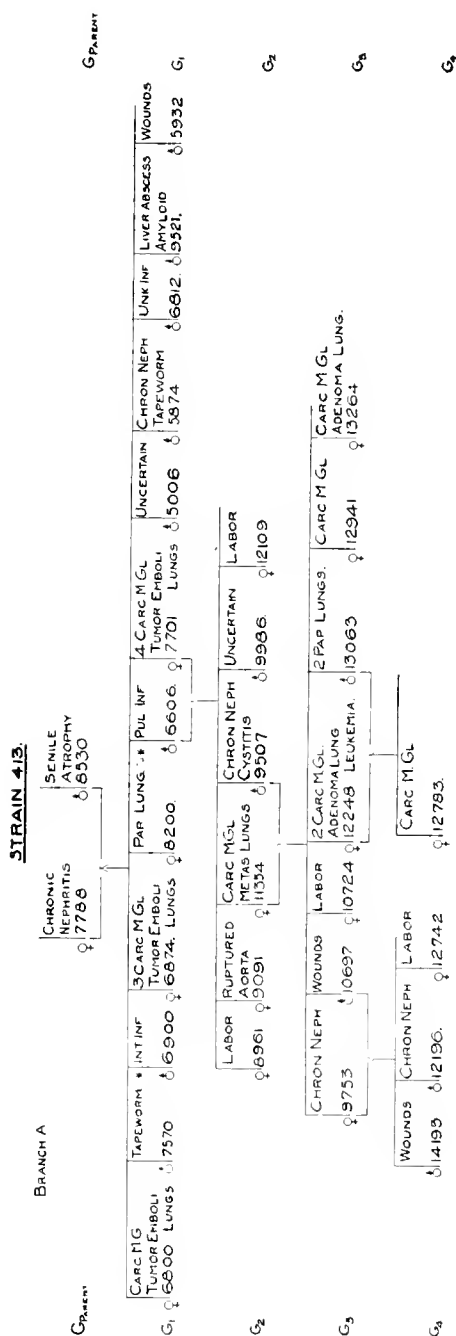 STRAIN 413.
BRANCH A
GPARENT
CHRONIC
NEPHRITIS
7788
SENILE
ATROPHY
8530
GPARENT
G1
CARC M G
TUMOR EMBOLI
6800 LUNGS
TAPEWORM *
7570
INT INF
6900
3 CARC M GL
TUMOR EMBOLI
6874. LUNGS
PAP LUNG
8200.
* PUL INF
6606.
4 CARC M GL
TUMOR EMBOLI
7701 LUNGS
UNCERTAIN
5006
CHRON NEPH
TAPEWORM
5874
UNK INF
6812.
LIVER ABSCESS
AMYLOID
9521.
WOUNDS
5932
G1
G2
LABOR
8961
RUPTURED
AORTA
9091
CARC M GL
METAS LUNGS
11354
CHRON NEPH
CYSTITIS
9507
UNCERTAIN
9986.
LABOR
12109
G2
G3
CHRON NEPH
9753
WOUNDS
10697
LABOR
10724
2 CARC M GL.
ADENOMA LUNG
12248 LEUKEMIA.
2 PAP LUNGS.
13063
CARC M GL
12941
CARC M GL
ADENOMA LUNG.
13264
G3
G4
WOUNDS
14193
CHRON NEPH
12196.
LABOR
12742
CARC M. GL
12783.
G4